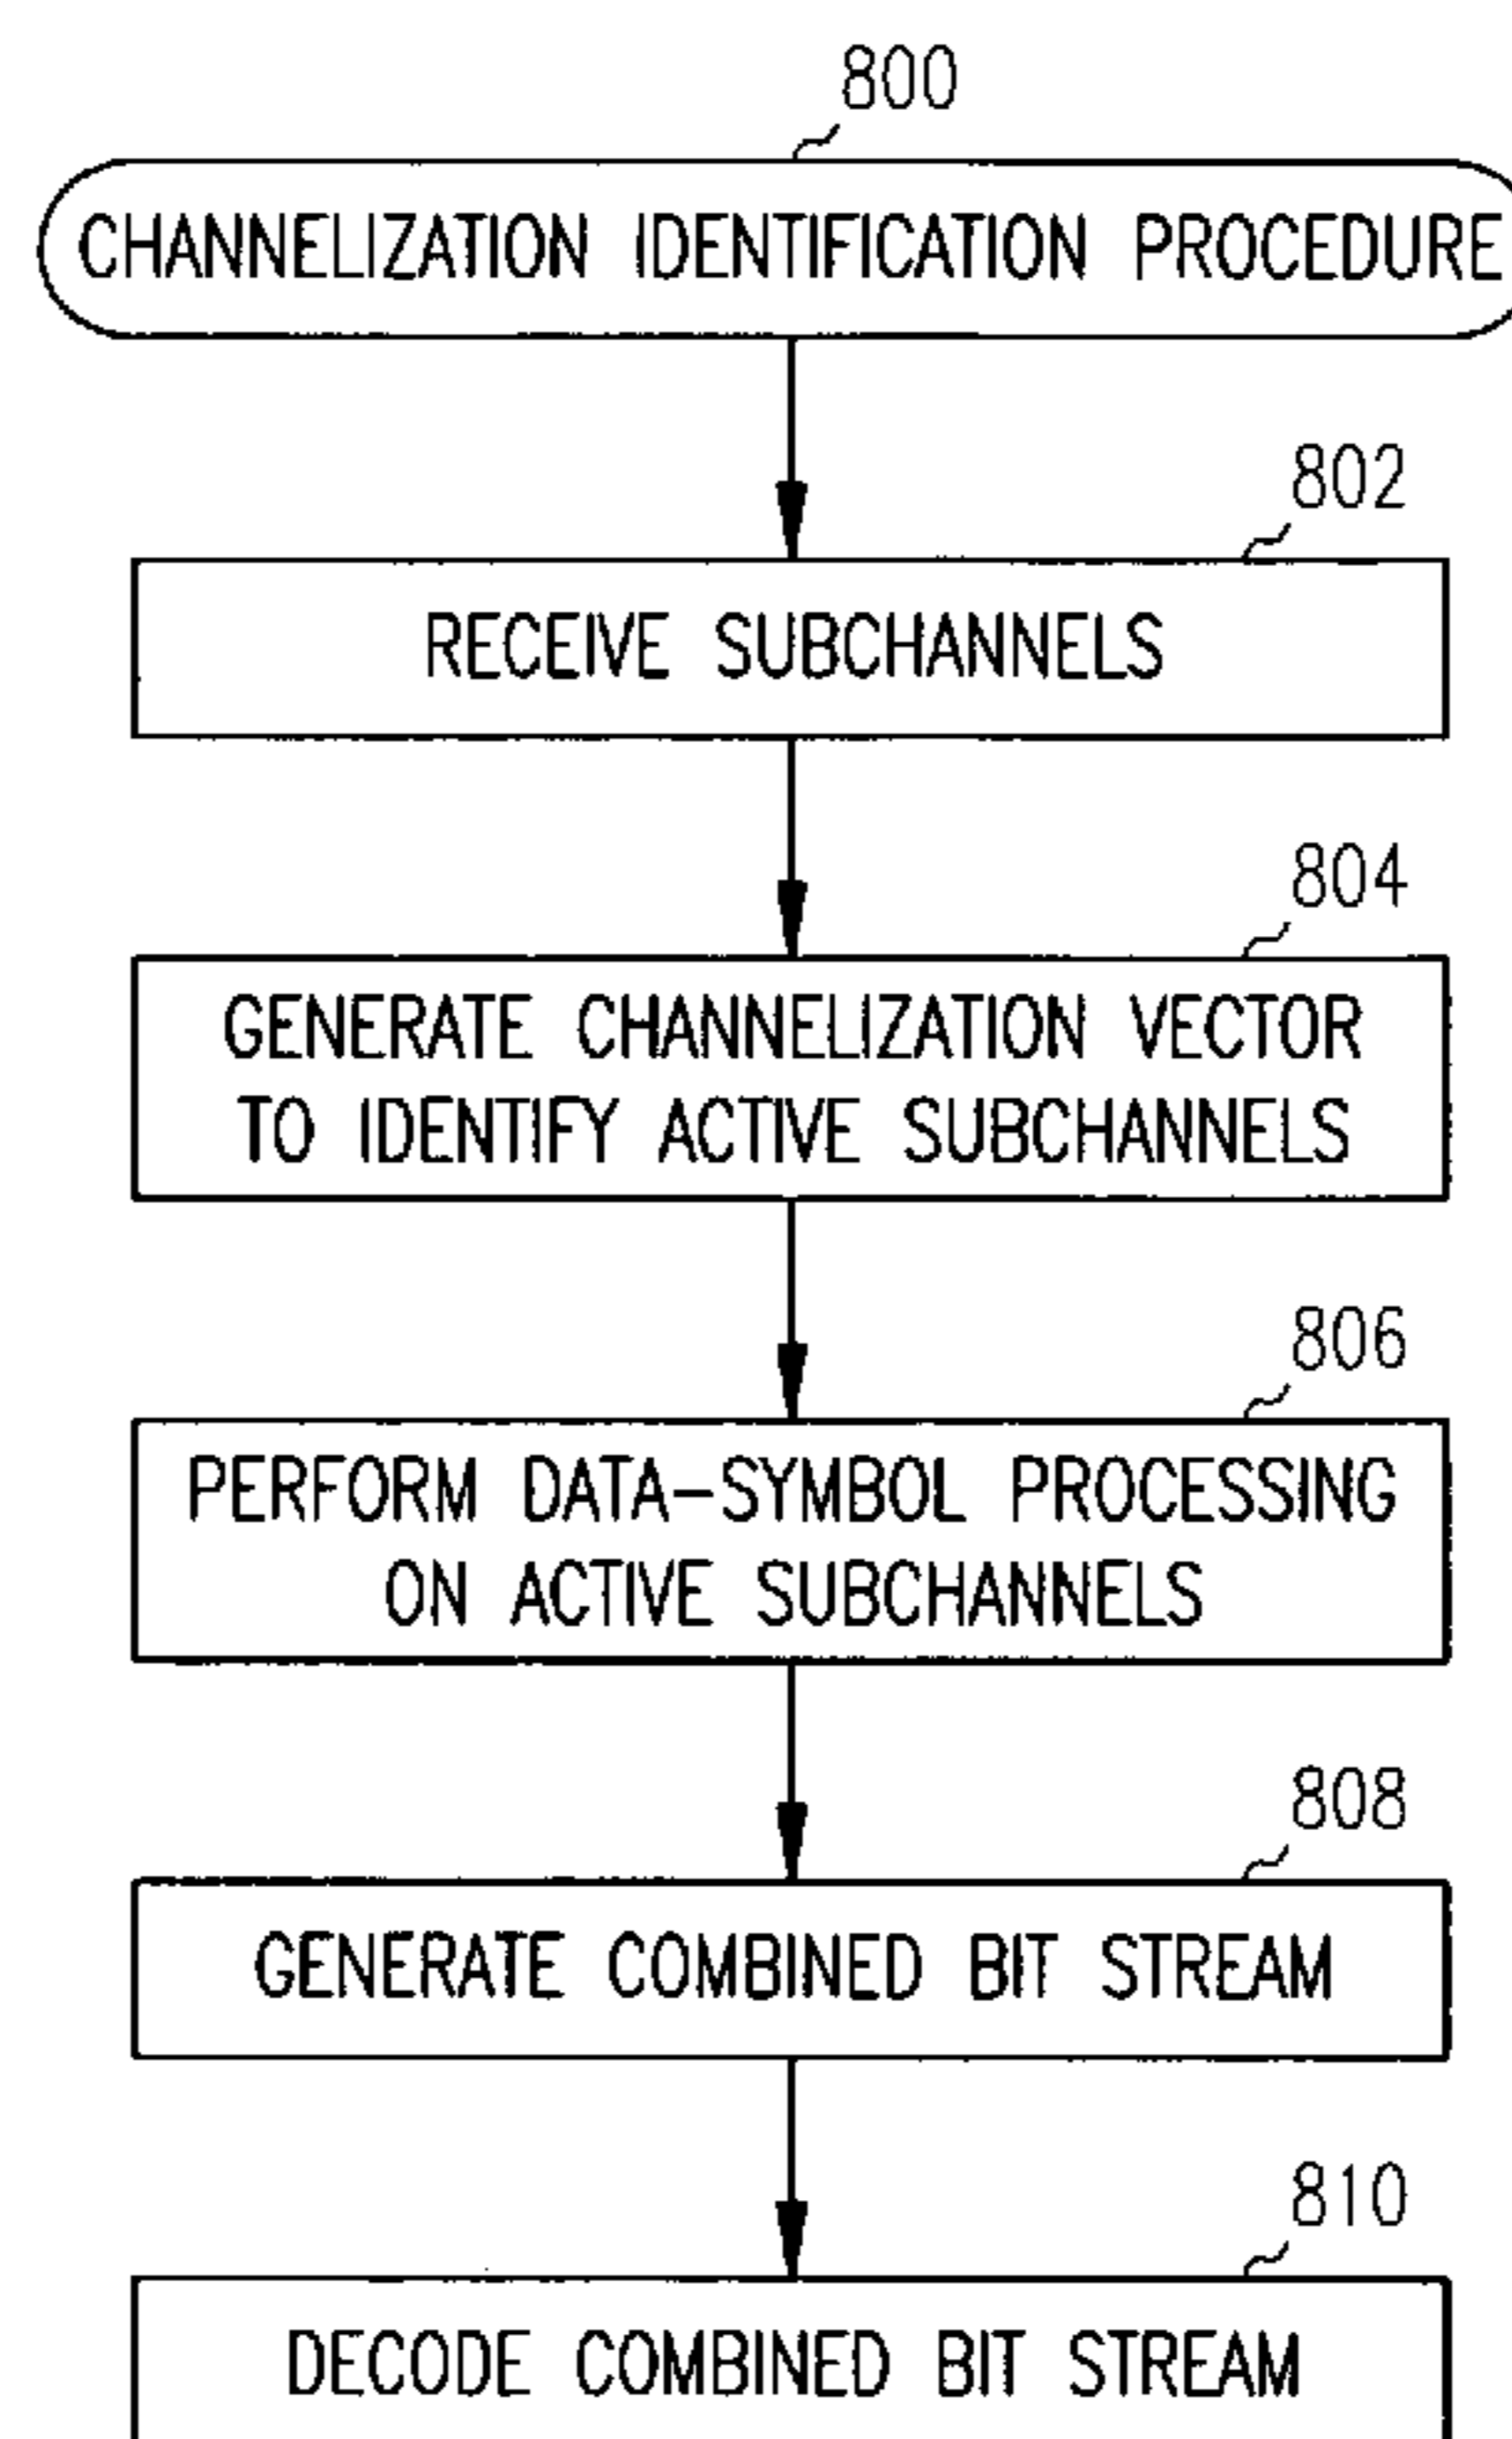 800
CHANNELIZATION IDENTIFICATION PROCEDURE
802
RECEIVE SUBCHANNELS
804
GENERATE CHANNELIZATION VECTOR
TO IDENTIFY ACTIVE SUBCHANNELS
806
PERFORM DATA-SYMBOL PROCESSING
ON ACTIVE SUBCHANNELS
808
GENERATE COMBINED BIT STREAM
810
DECODE COMBINED BIT STREAM